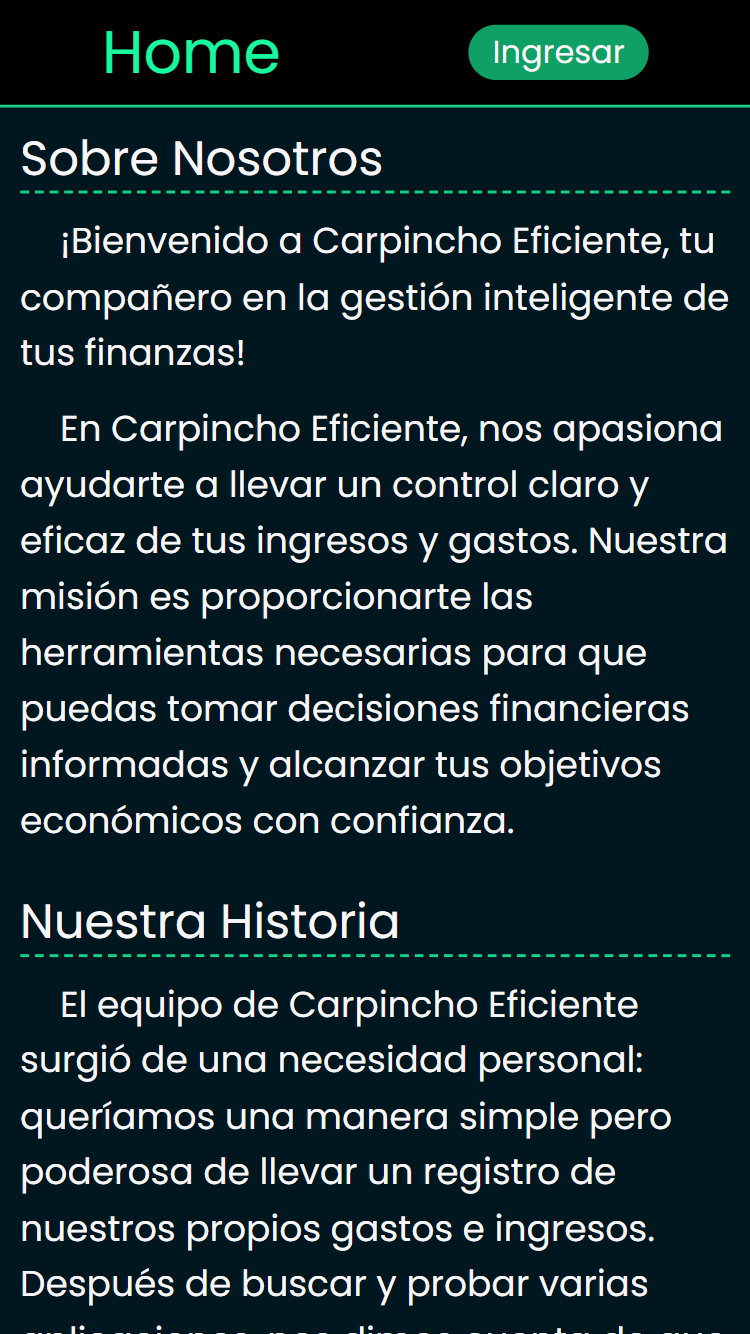 Home
Ingresar
Sobre Nosotros
¡Bienvenido a Carpincho Eficiente, tu
compañero en la gestión inteligente de
tus finanzas!
En Carpincho Eficiente, nos apasiona
ayudarte a llevar un control claro y
eficaz de tus ingresos y gastos. Nuestra
misión es proporcionarte las
herramientas necesarias para que
puedas tomar decisiones financieras
informadas y alcanzar tus objetivos
económicos con confianza.
Nuestra Historia
El equipo de Carpincho Eficiente
surgió de una necesidad personal:
queríamos una manera simple pero
poderosa de llevar un registro de
nuestros propios gastos e ingresos.
Después de buscar y probar varias